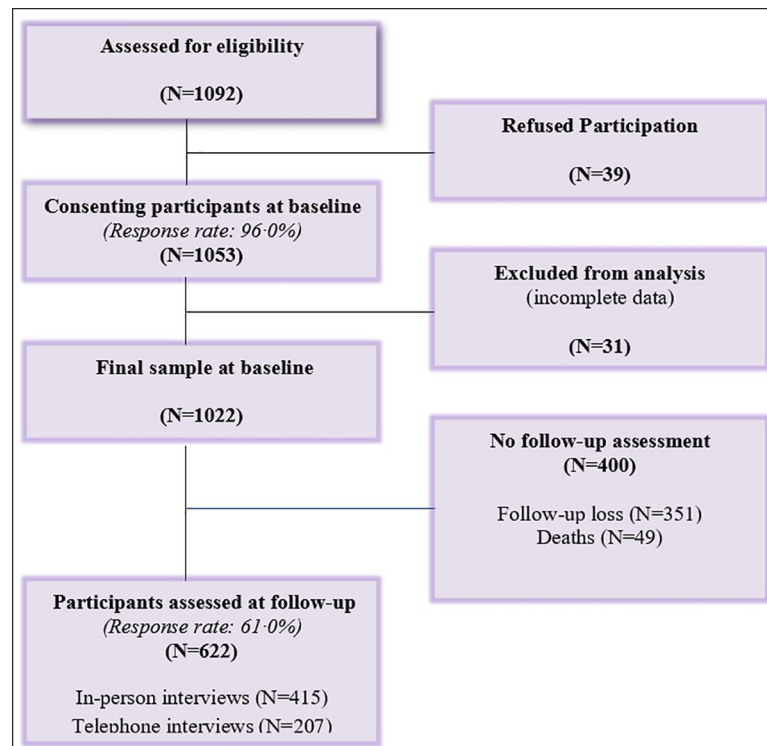 Assessed for eligibility
(N=1092)
Refused Participation
(N=39)
Consenting participants at baseline
(Response rate: 96·0%)
(N=1053)
Excluded from analysis
(incomplete data)
(N=31)
Final sample at baseline
(N=1022)
No follow-up assessment
(N=400)
Follow-up loss (N=351)
Deaths (N=49)
Participants assessed at follow-up
(Response rate: 61·0%)
(N=622)
In-person interviews (N=415)
Telephone interviews (N=207)